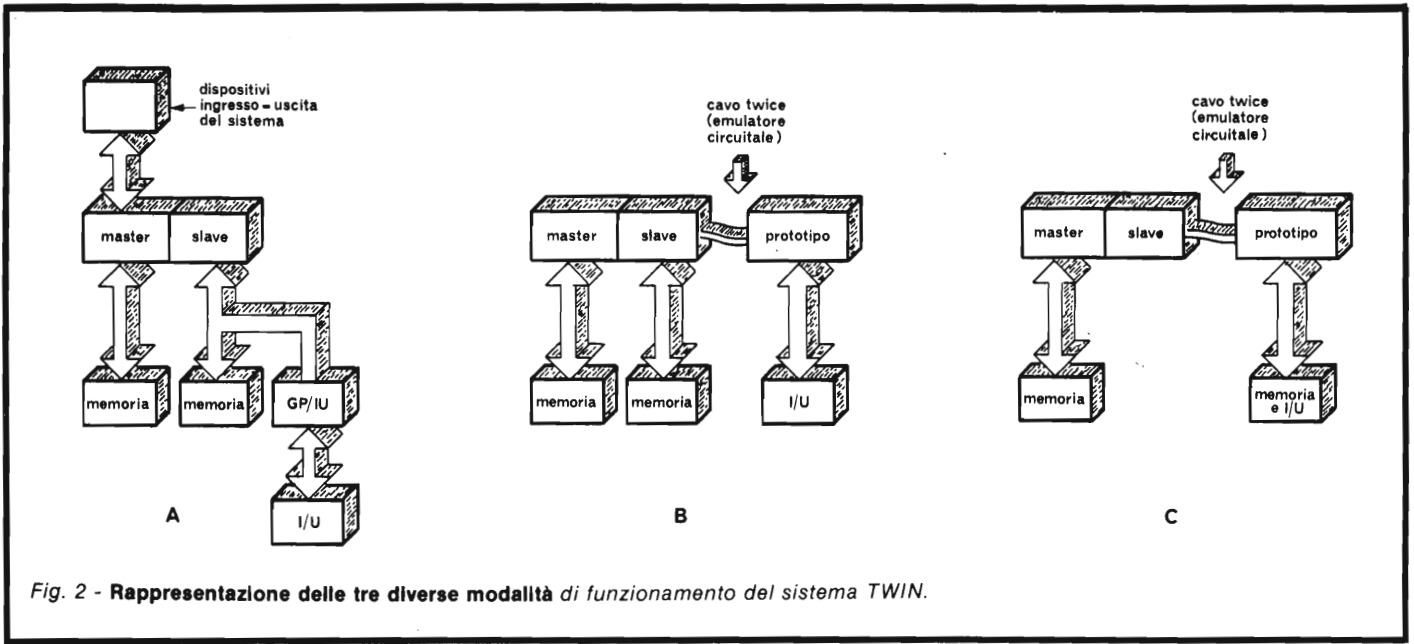 dispositivi
ingresso-uscita
del sistema
master
slave
memoria
memoria
GP/IU
I/U
A
cavo twice
(emulatore
circuitale)
master
slave
prototipo
memoria
memoria
I/U
B
cavo twice
(emulatore
circuitale)
master
slave
prototipo
memoria
memoria
e I/U
C
Fig. 2 - Rappresentazione delle tre diverse modalità di funzionamento del sistema TWIN.